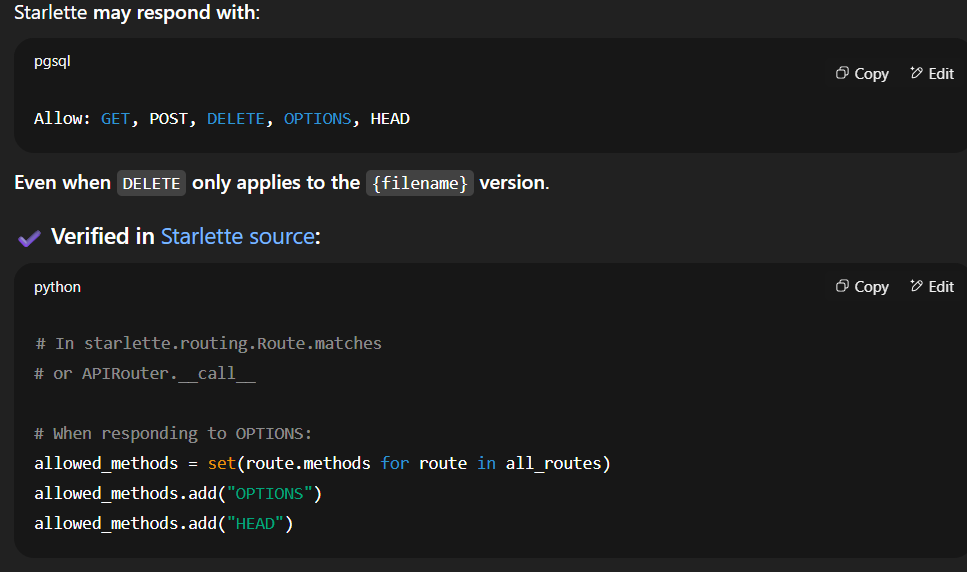 Starlette may respond with:
pgsql
Copy Edit
Allow: GET, POST, DELETE, OPTIONS, HEAD
Even when DELETE only applies to the {filename} version.
Verified in Starlette source:
python
Copy Edit
# In starlette.routing.Route.matches
# or APIRouter.__call__
# When responding to OPTIONS:
allowed_methods = set(route.methods for route in all_routes)
allowed_methods.add("OPTIONS")
allowed_methods.add("HEAD")